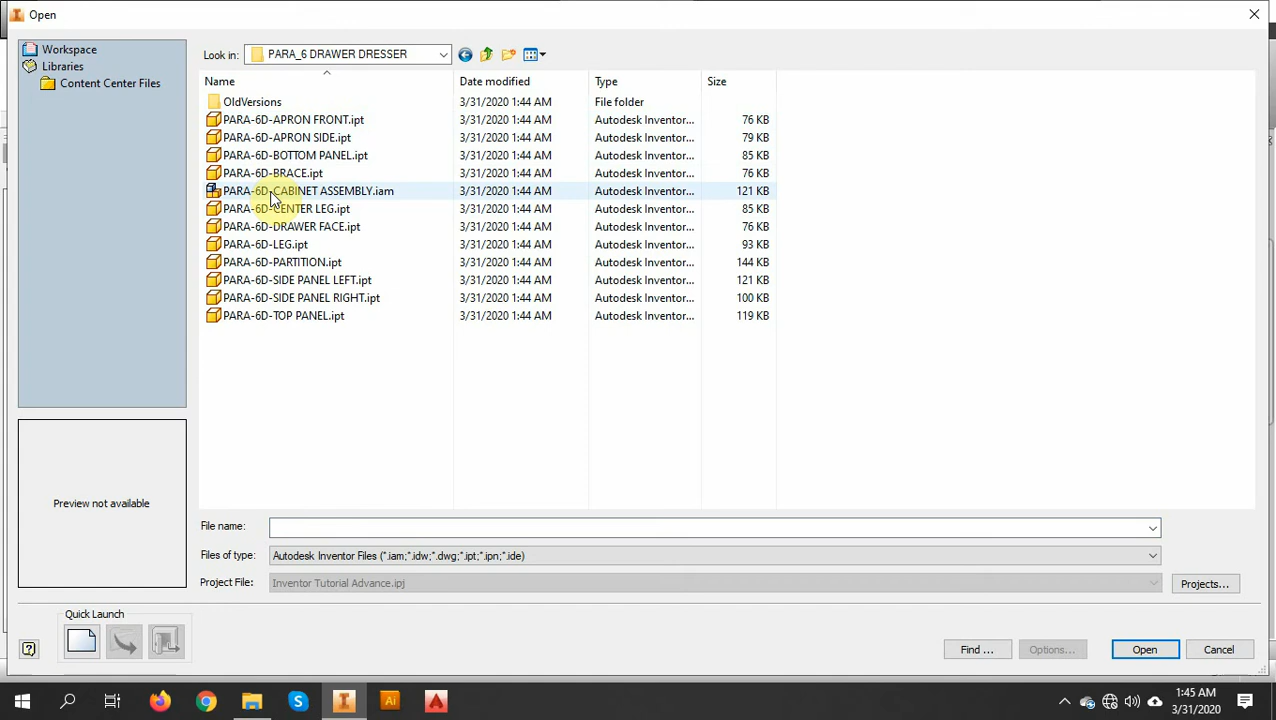 Open
Workspace
Libraries
Content Center Files
Look in: PARA_6 DRAWER DRESSER
Name Date modified Type Size
OldVersions 3/31/2020 1:44 AM File folder
PARA-6D-APRON FRONT.ipt 3/31/2020 1:44 AM Autodesk Inventor... 76 KB
PARA-6D-APRON SIDE.ipt 3/31/2020 1:44 AM Autodesk Inventor... 79 KB
PARA-6D-BOTTOM PANEL.ipt 3/31/2020 1:44 AM Autodesk Inventor... 85 KB
PARA-6D-BRACE.ipt 3/31/2020 1:44 AM Autodesk Inventor... 76 KB
PARA-6D-CABINET ASSEMBLY.iam 3/31/2020 1:44 AM Autodesk Inventor... 121 KB
PARA-6D-CENTER LEG.ipt 3/31/2020 1:44 AM Autodesk Inventor... 85 KB
PARA-6D-DRAWER FACE.ipt 3/31/2020 1:44 AM Autodesk Inventor... 76 KB
PARA-6D-LEG.ipt 3/31/2020 1:44 AM Autodesk Inventor... 93 KB
PARA-6D-PARTITION.ipt 3/31/2020 1:44 AM Autodesk Inventor... 144 KB
PARA-6D-SIDE PANEL LEFT.ipt 3/31/2020 1:44 AM Autodesk Inventor... 121 KB
PARA-6D-SIDE PANEL RIGHT.ipt 3/31/2020 1:44 AM Autodesk Inventor... 100 KB
PARA-6D-TOP PANEL.ipt 3/31/2020 1:44 AM Autodesk Inventor... 119 KB
Preview not available
File name:
Files of type: Autodesk Inventor Files (*.iam;*.idw;*.dwg;*.ipt;*.ipn;*.ide)
Project File: Inventor Tutorial Advance.ipj Projects...
Quick Launch
Find ... Options... Open Cancel
Ai
1:45 AM
3/31/2020